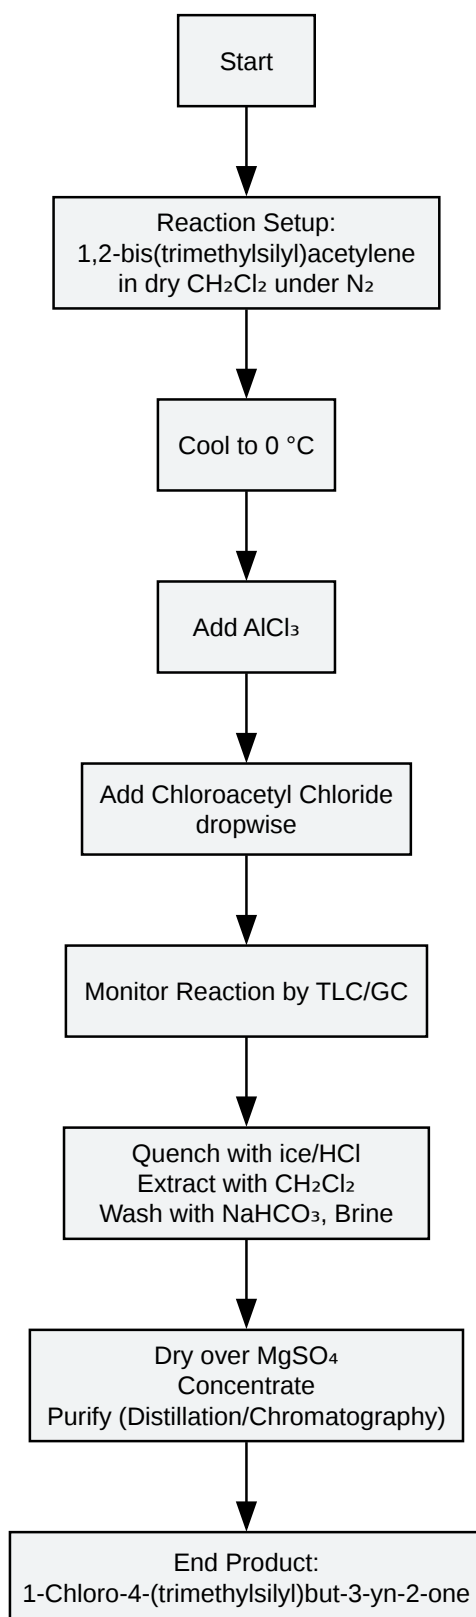 Start
Reaction Setup:
1,2-bis(trimethylsilyl)acetylene
in dry CH₂Cl₂ under N₂
Cool to 0 °C
Add AlCl₃
Add Chloroacetyl Chloride
dropwise
Monitor Reaction by TLC/GC
Quench with ice/HCl
Extract with CH₂Cl₂
Wash with NaHCO₃, Brine
Dry over MgSO₄
Concentrate
Purify (Distillation/Chromatography)
End Product:
1-Chloro-4-(trimethylsilyl)but-3-yn-2-one